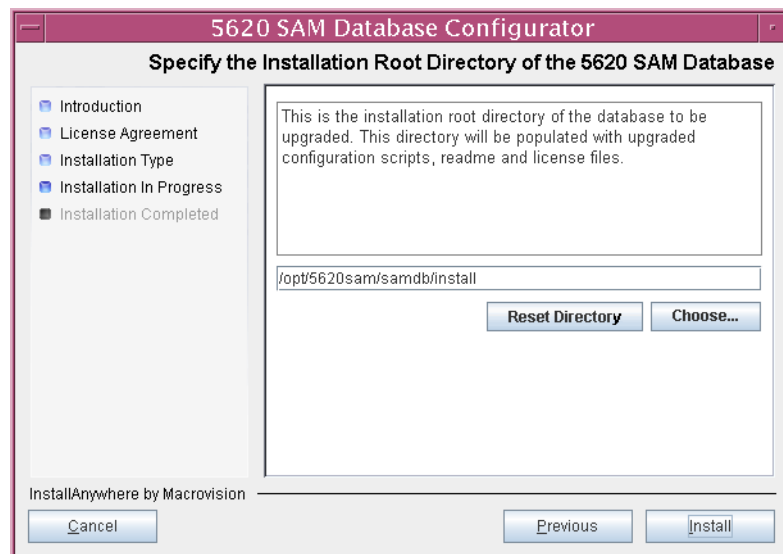 5620 SAM Database Configurator
Specify the Installation Root Directory of the 5620 SAM Database
Introduction
License Agreement
Installation Type
Installation In Progress
Installation Completed
This is the installation root directory of the database to be
upgraded. This directory will be populated with upgraded
configuration scripts, readme and license files.
/opt/5620sam/samdb/install
Reset Directory
Choose...
InstallAnywhere by Macrovision
Cancel
Previous
Install